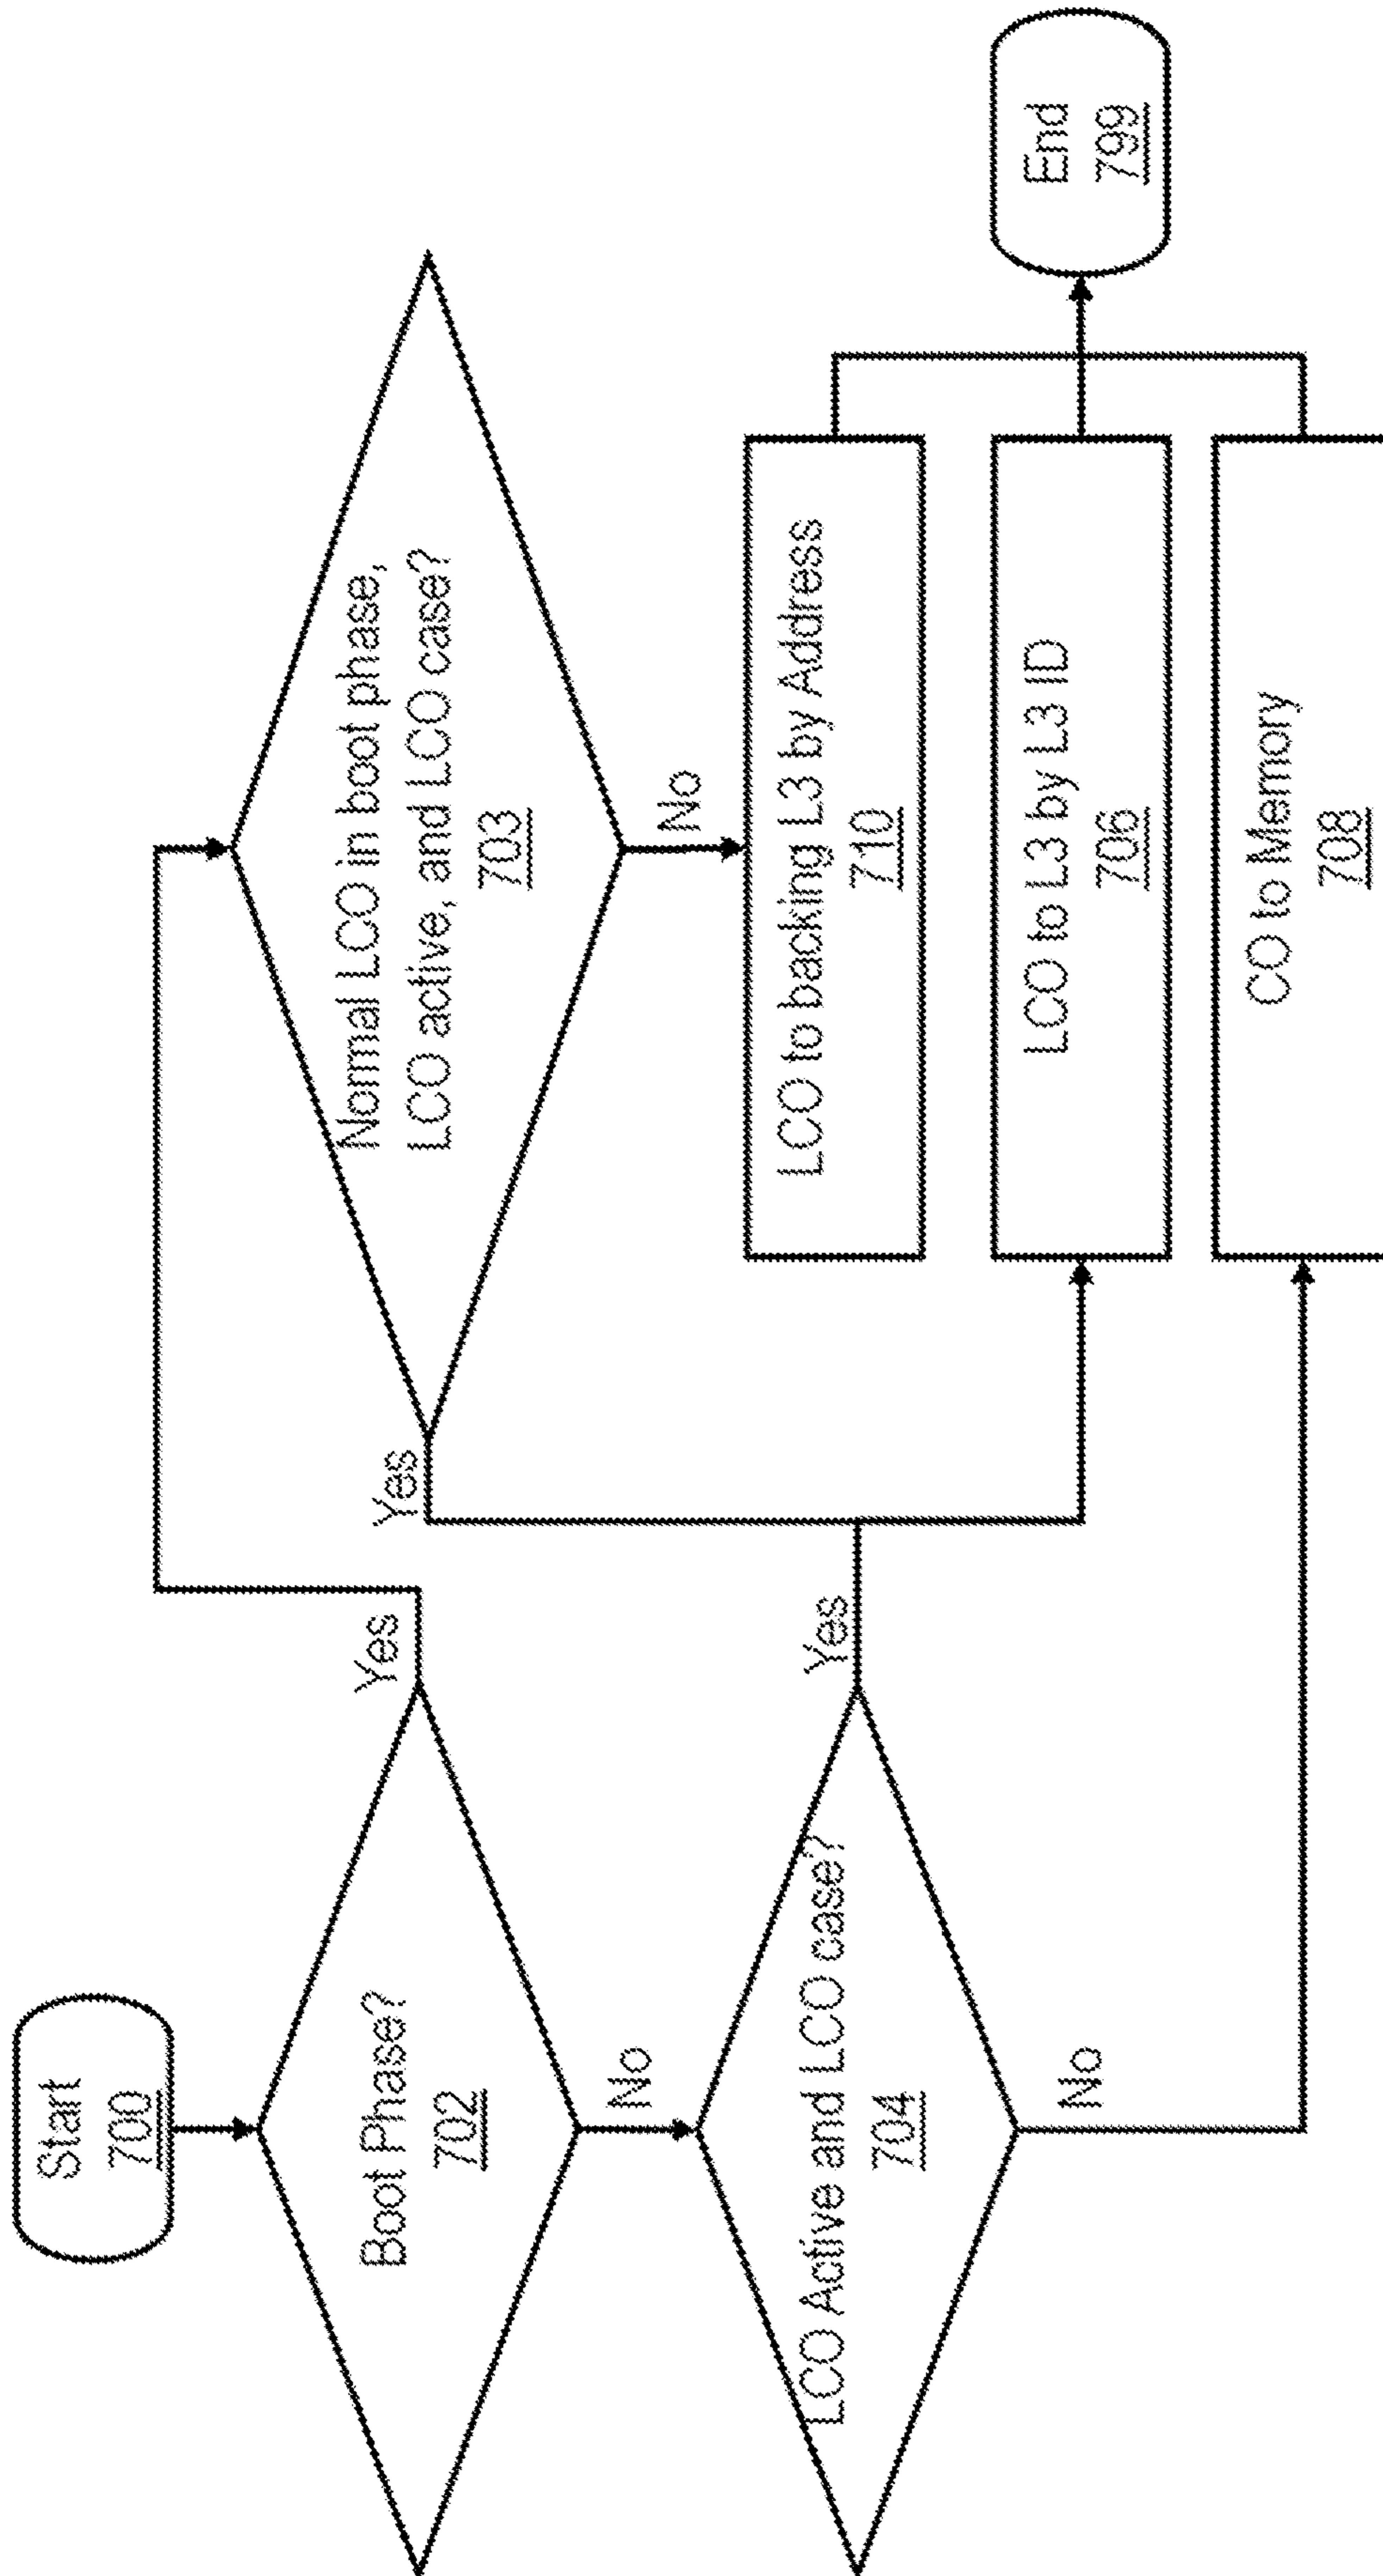 Start
700
Boot Phase?
702
Yes
No
Normal LCO in boot phase,
LCO active, and LCO case?
703
Yes
No
LCO Active and LCO case?
704
Yes
No
LCO to backing L3 by Address
710
LCO to L3 by L3 ID
706
CO to Memory
708
End
799